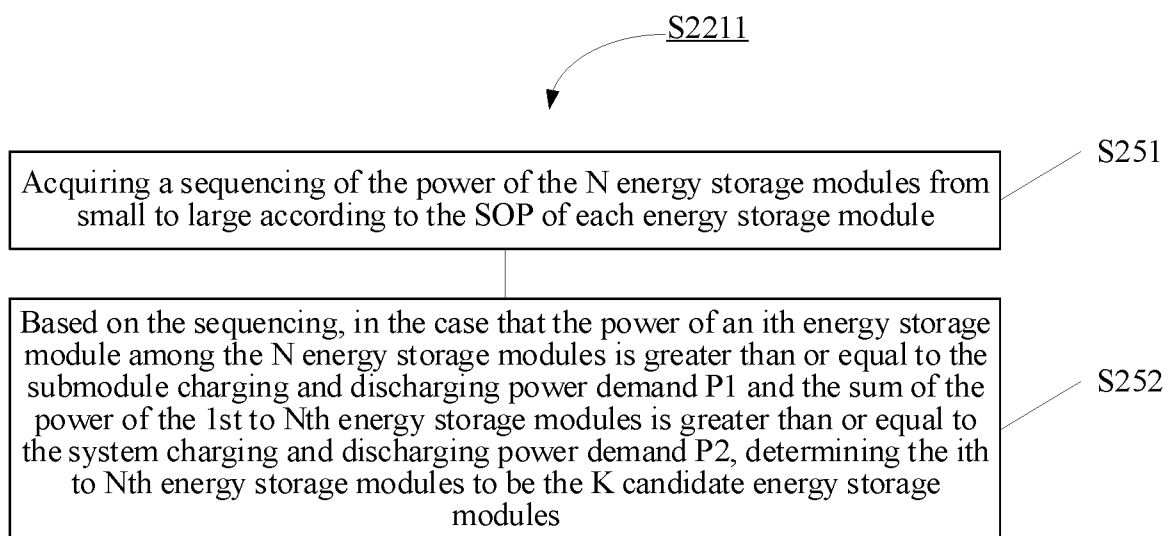 S2211
S251
Acquiring a sequencing of the power of the N energy storage modules from
small to large according to the SOP of each energy storage module
Based on the sequencing, in the case that the power of an ith energy storage
module among the N energy storage modules is greater than or equal to the
submodule charging and discharging power demand P1 and the sum of the
power of the 1st to Nth energy storage modules is greater than or equal to
the system charging and discharging power demand P2, determining the ith
to Nth energy storage modules to be the K candidate energy storage
modules
S252